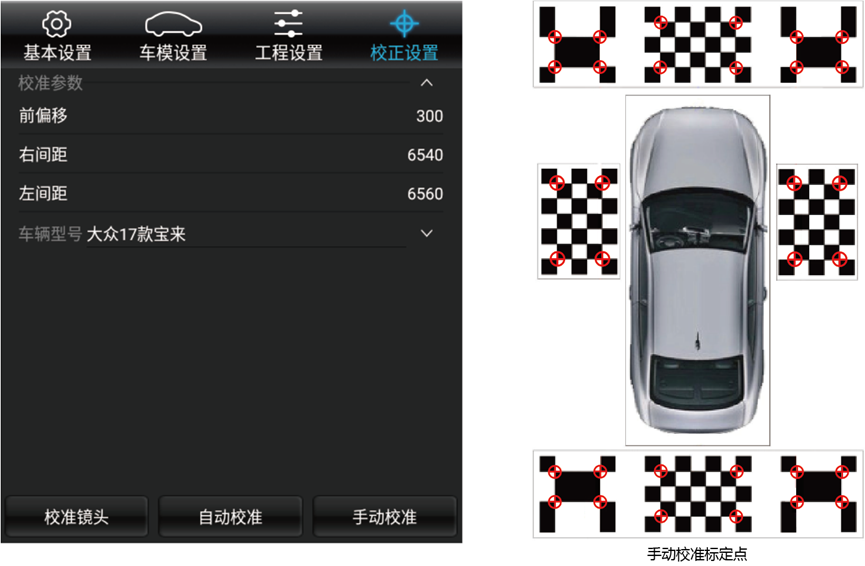 基本设置 车模设置 工程设置 校正设置
校准参数
前偏移 300
右间距 6540
左间距 6560
车辆型号 大众17款宝来
校准镜头 自动校准 手动校准
手动校准标定点